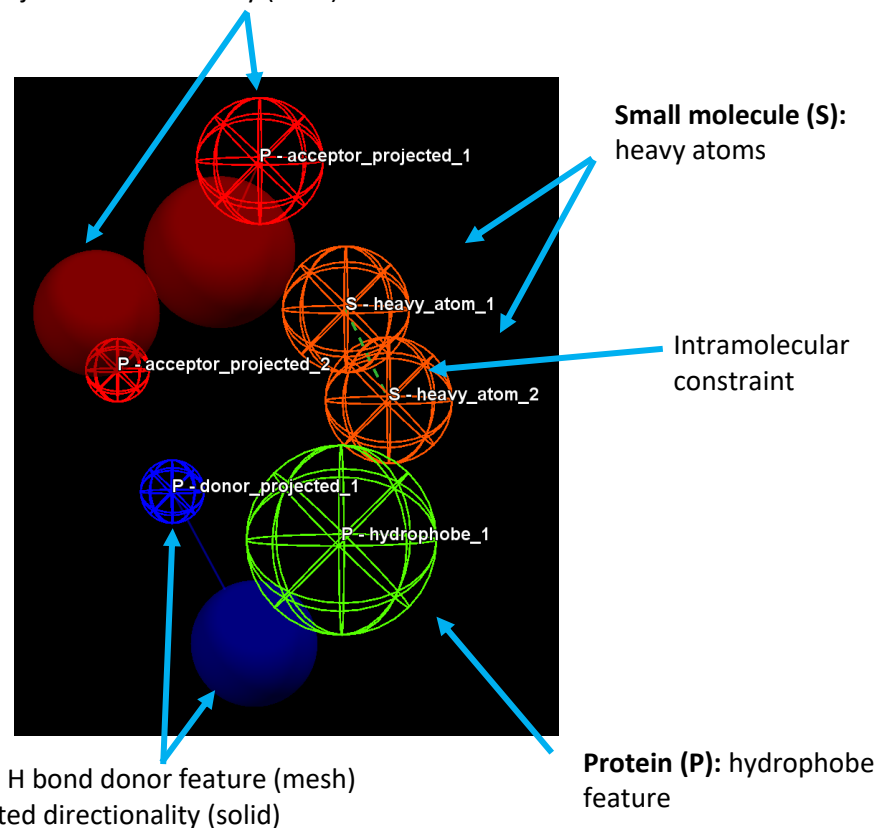 P - acceptor_projected_1
Small molecule (S):
heavy atoms
S - heavy_atom_1
P - acceptor_projected_2
Intramolecular
constraint
S - heavy_atom_2
P - donor_projected_1
P - hydrophobe_1
H bond donor feature (mesh)
directionality (solid)
Protein (P): hydrophobe
feature